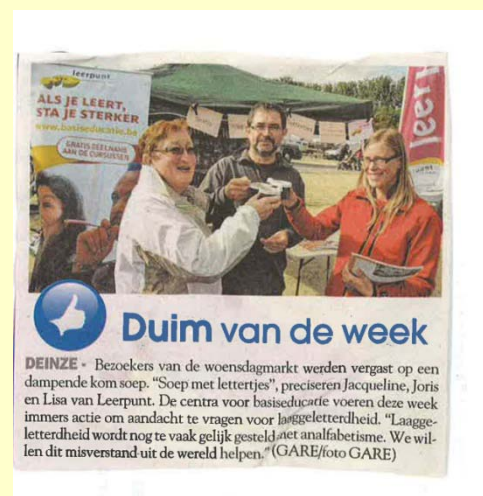 leerpunt
ALS JE LEERT,
STA JE STERKER
www.basiseducatie.be
GRATIS DEELNAME
AAN DE CURSUSSEN
Duim van de week
DEINZE - Bezoekers van de woensdagmarkt werden vergast op een
dampende kom soep. “Soep met lettertjes”, preciseren Jacqueline, Joris
en Lisa van Leerpunt. De centra voor basiseducatie voeren deze week
immers actie om aandacht te vragen voor laaggeletterdheid. “Laagge-
letterdheid wordt nog te vaak gelijk gesteld met analfabetisme. We wil-
len dit misverstand uit de wereld helpen.” (GARE/foto GARE)